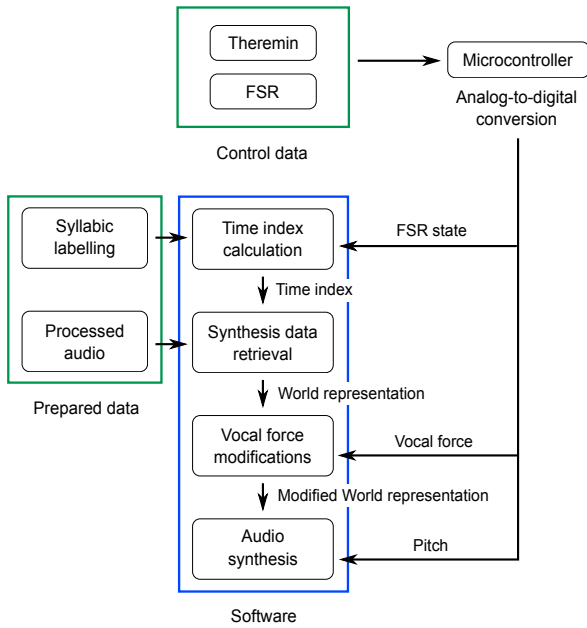 Theremin
FSR
Control data
Microcontroller
Analog-to-digital
conversion
Syllabic
labelling
Processed
audio
Prepared data
Time index
calculation
FSR state
Time index
Synthesis data
retrieval
World representation
Vocal force
modifications
Vocal force
Modified World representation
Audio
synthesis
Pitch
Software